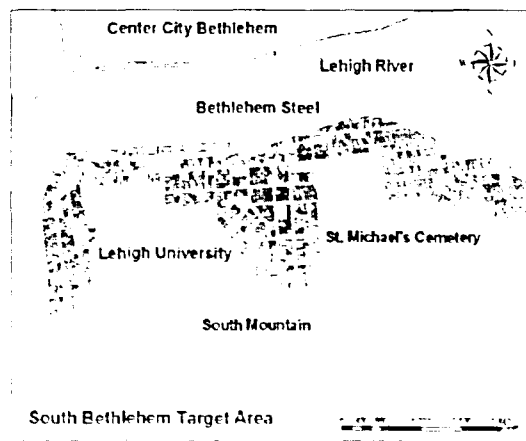 Center City Bethlehem
Lehigh River
Bethlehem Steel
St. Michael's Cemetery
Lehigh University
South Mountain
South Bethlehem Target Area